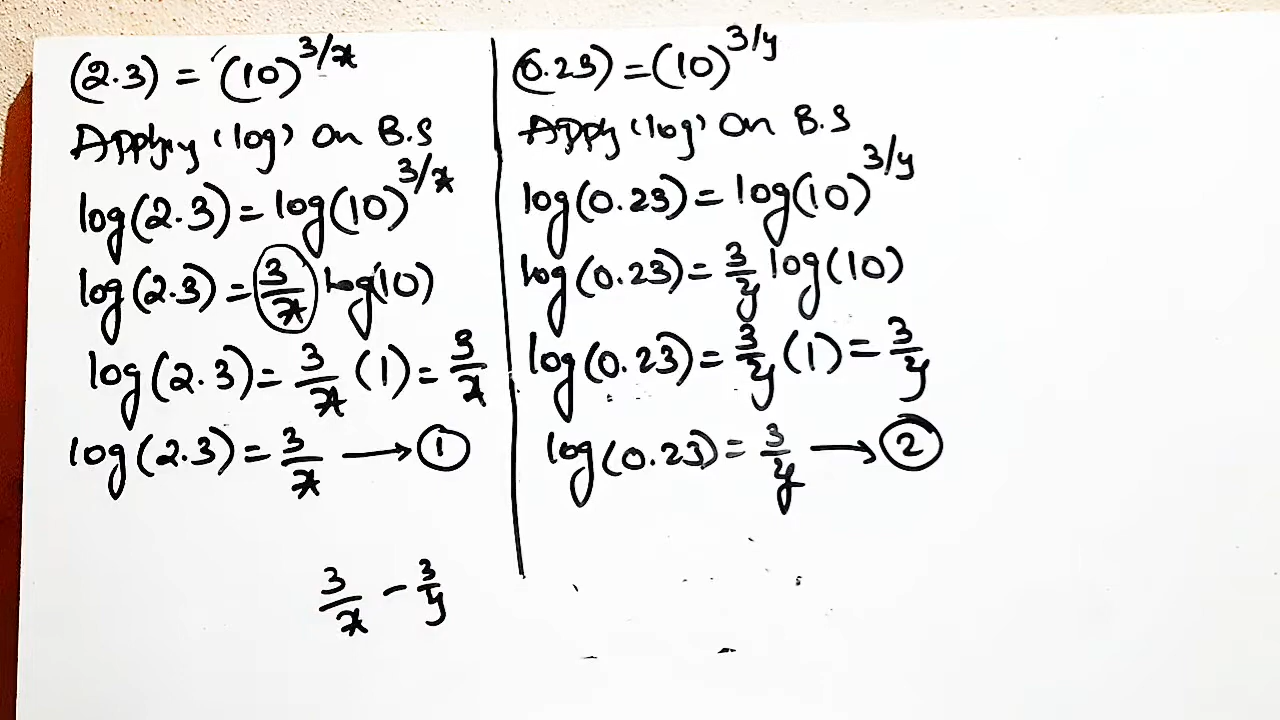 (2.3) = (10)^3/x
Applying 'log' on B.S
log(2.3) = log(10)^3/x
log(2.3) = 3/x log(10)
log(2.3) = 3/x (1) = 3/x
log(2.3) = 3/x → ①
3/x - 3/y
(0.23) = (10)^3/y
Apply 'log' on B.S
log(0.23) = log(10)^3/y
log(0.23) = 3/y log(10)
log(0.23) = 3/y (1) = 3/y
log(0.23) = 3/y → ②